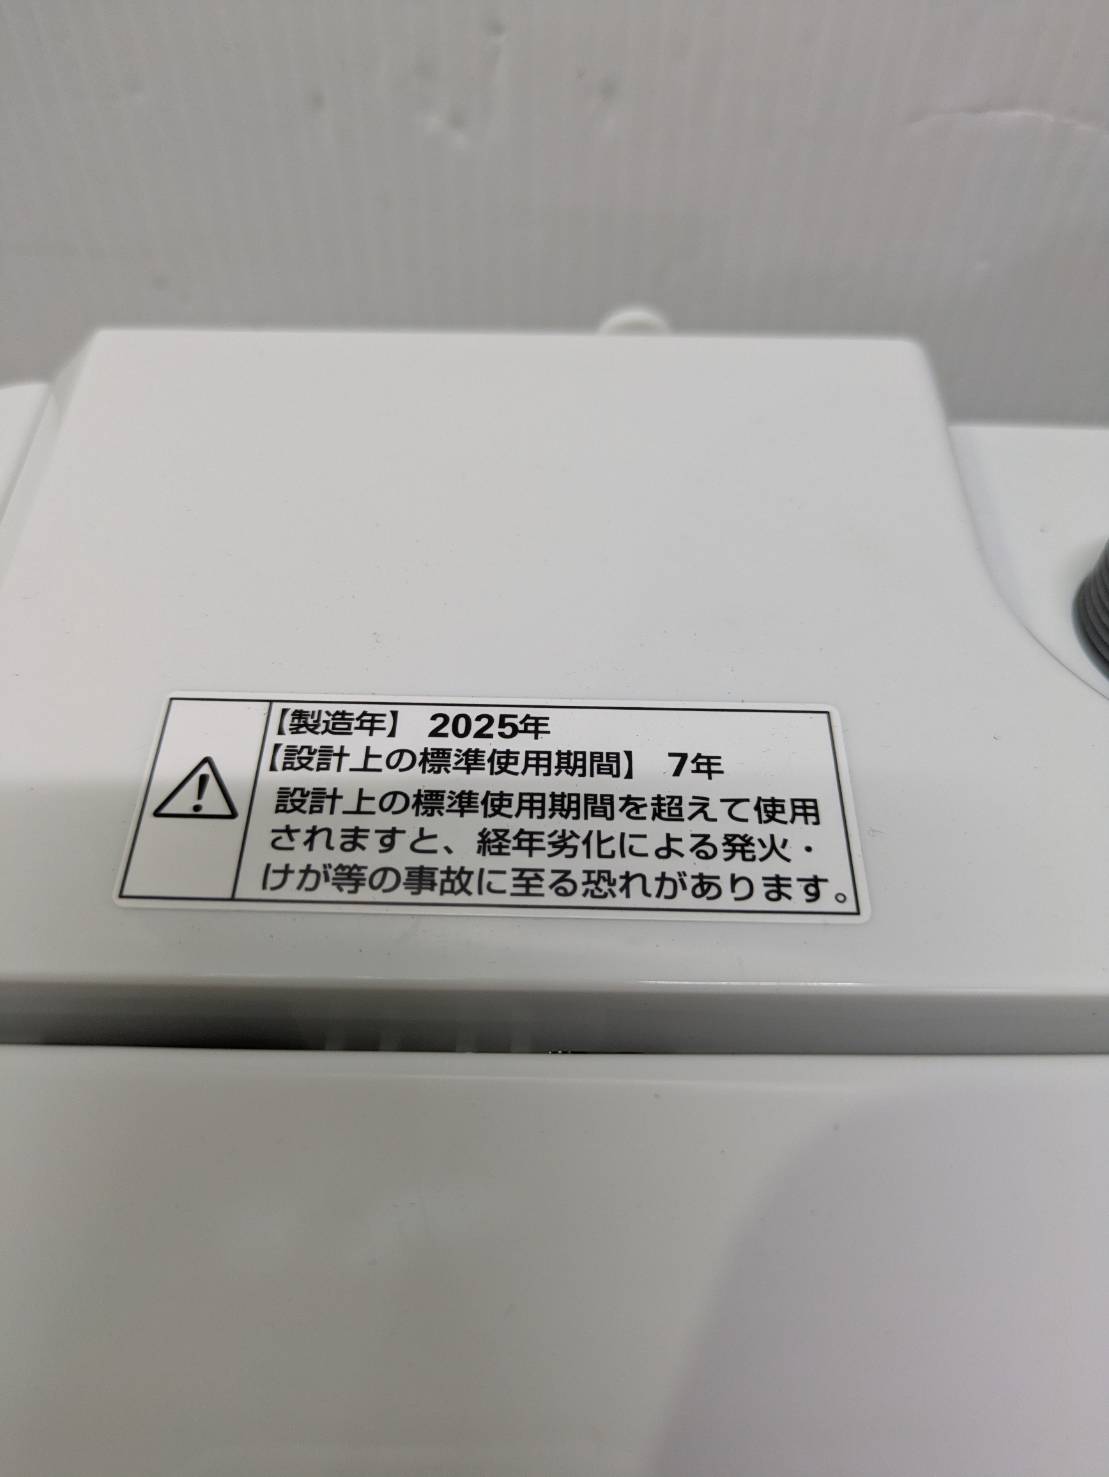 【製造年】 2025年
【設計上の標準使用期間】 7年
設計上の標準使用期間を超えて使用
されますと、経年劣化による発火・
けが等の事故に至る恐れがあります。